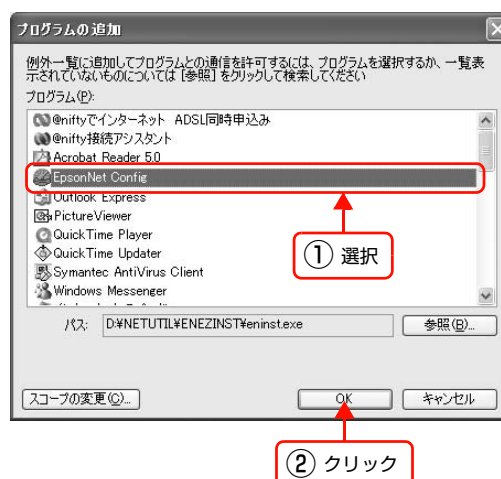 プログラムの追加
例外一覧に追加してプログラムとの通信を許可するには、プログラムを選択するか、一覧表
示されていないものについては [参照] をクリックして検索してください
プログラム(P):
@niftyでインターネット ADSL同時申込み
@nifty接続アシスタント
Acrobat Reader 5.0
EpsonNet Config
Outlook Express
PictureViewer
QuickTime Player
QuickTime Updater
① 選択
Symantec AntiVirus Client
Windows Messenger
パス: D:¥NETUTIL¥ENEZINST¥eninst.exe 参照(B)...
スコープの変更(C)... OK キャンセル
② クリック